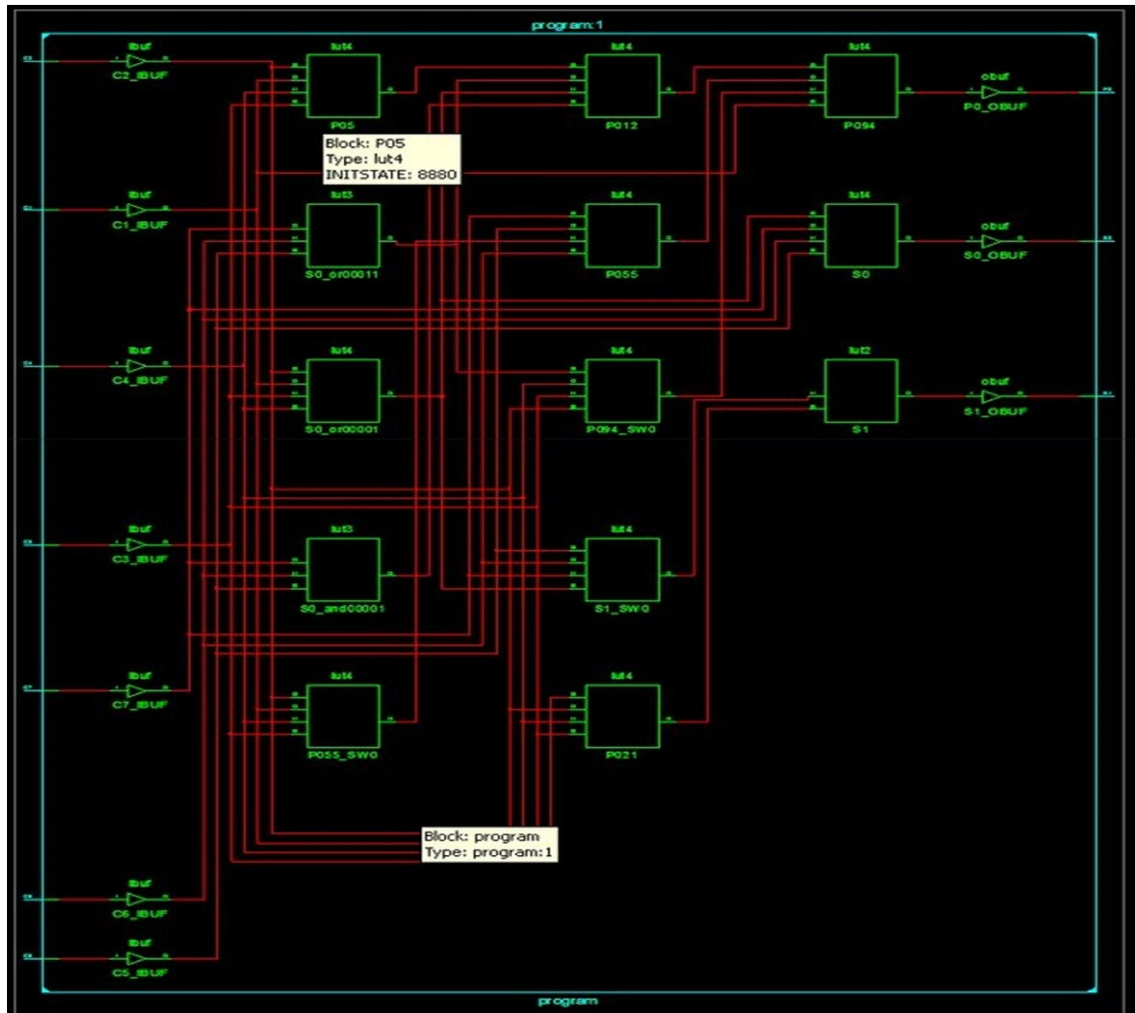 program:1
ibuf
C2_IBUF
lut4
P05
lut4
P012
lut4
P094
obuf
P0_OBUF
Block: P05
Type: lut4
INITSTATE: 8880
ibuf
C1_IBUF
lut3
S0_or00011
lut4
P055
lut4
S0
obuf
S0_OBUF
ibuf
C4_IBUF
lut4
S0_or00001
lut4
P094_SW0
lut2
S1
obuf
S1_OBUF
ibuf
C3_IBUF
lut3
S0_and00001
lut4
S1_SW0
ibuf
C7_IBUF
lut4
P055_SW0
lut4
P021
Block: program
Type: program:1
ibuf
C6_IBUF
ibuf
C5_IBUF
program